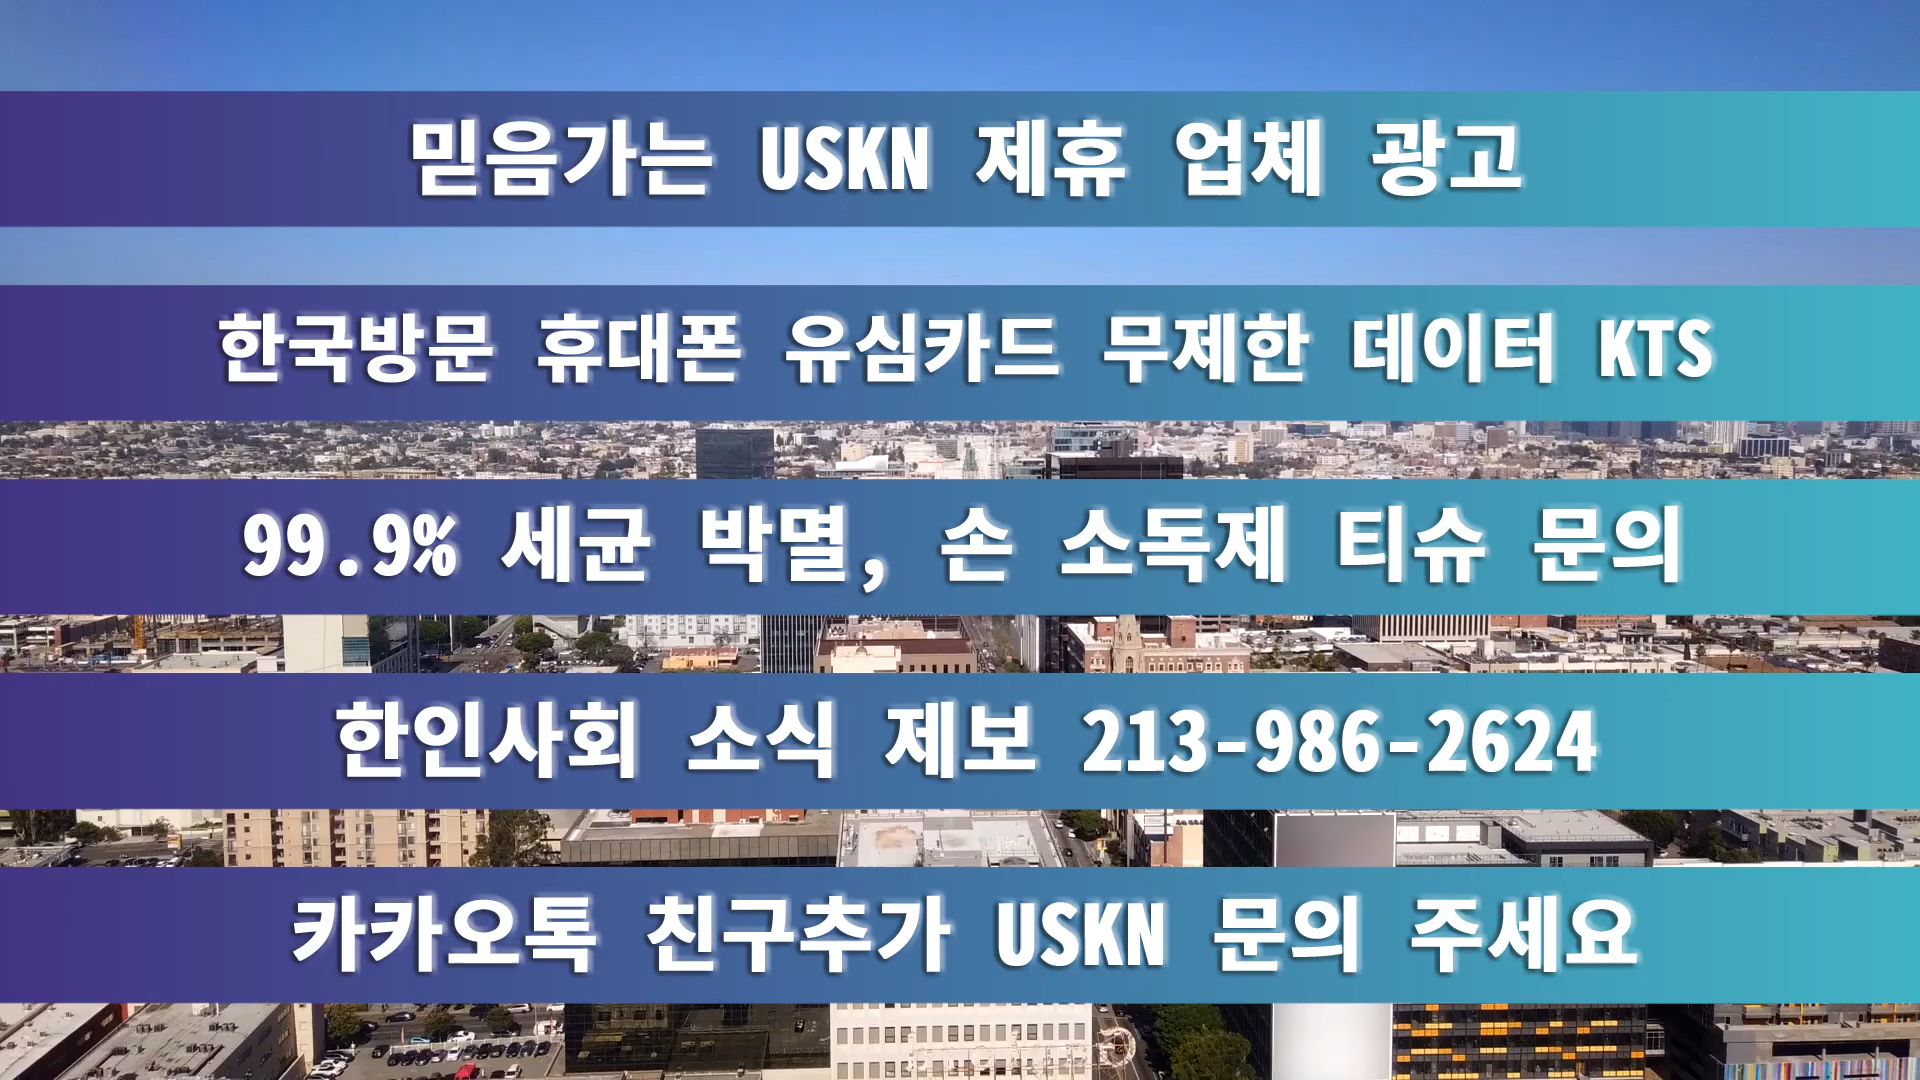 믿음가는 USKN 제휴 업체 광고
한국방문 휴대폰 유심카드 무제한 데이터 KTS
99.9% 세균 박멸, 손 소독제 티슈 문의
한인사회 소식 제보 213-986-2624
카카오톡 친구추가 USKN 문의 주세요